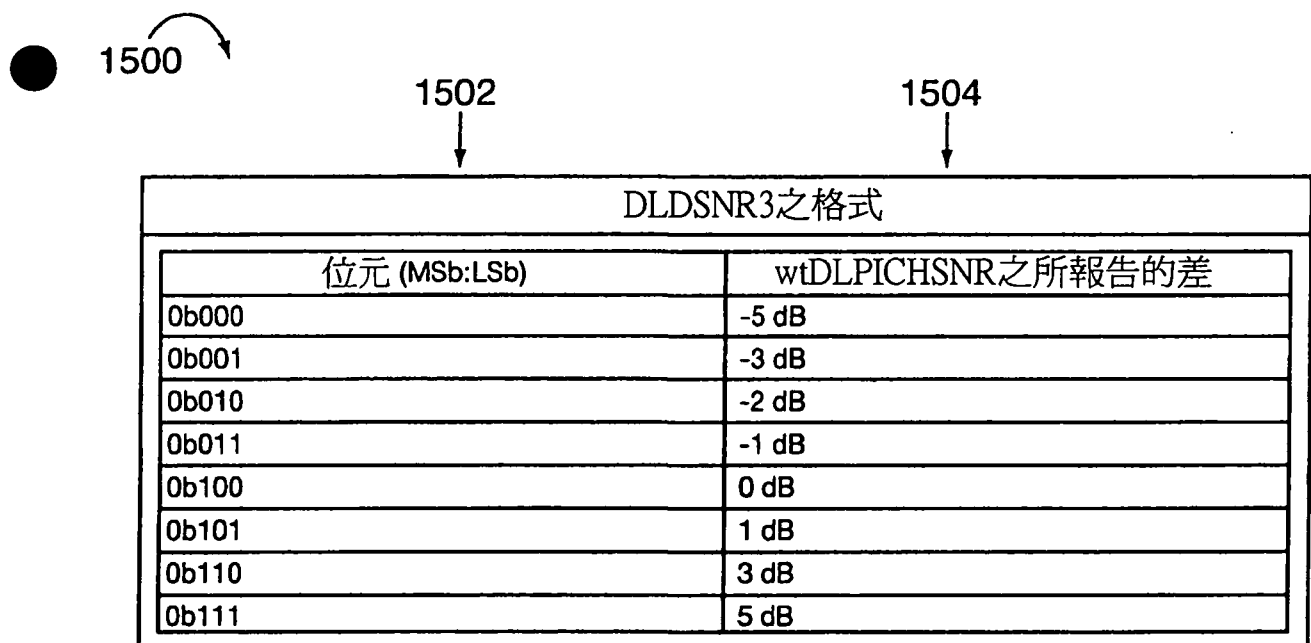 1500
1502 1504
DLDSNR3之格式
位元 (MSb:LSb) wtDLPICHSNR之所報告的差
0b000 -5 dB
0b001 -3 dB
0b010 -2 dB
0b011 -1 dB
0b100 0 dB
0b101 1 dB
0b110 3 dB
0b111 5 dB